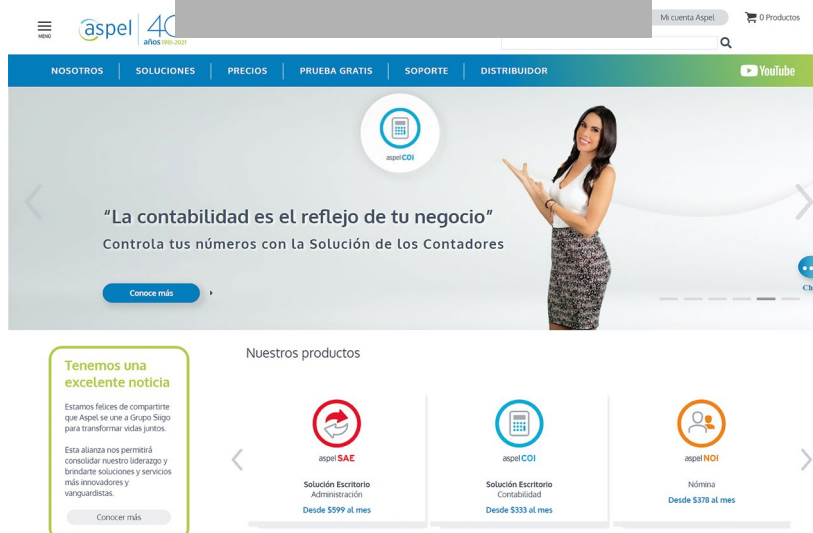 MENÚ
aspel 40
años 1981-2021
Mi cuenta Aspel
0 Productos
NOSOTROS
SOLUCIONES
PRECIOS
PRUEBA GRATIS
SOPORTE
DISTRIBUIDOR
YouTube
aspel COI
“La contabilidad es el reflejo de tu negocio”
Controla tus números con la Solución de los Contadores
Conoce más
Tenemos una
excelente noticia
Estamos felices de compartirte
que Aspel se une a Grupo Siigo
para transformar vidas juntos.
Esta alianza nos permitirá
consolidar nuestro liderazgo y
brindarte soluciones y servicios
más innovadores y
vanguardistas.
Conocer más
Nuestros productos
aspel SAE
Solución Escritorio
Administración
Desde $599 al mes
aspel COI
Solución Escritorio
Contabilidad
Desde $333 al mes
aspel NOI
Nómina
Desde $378 al mes